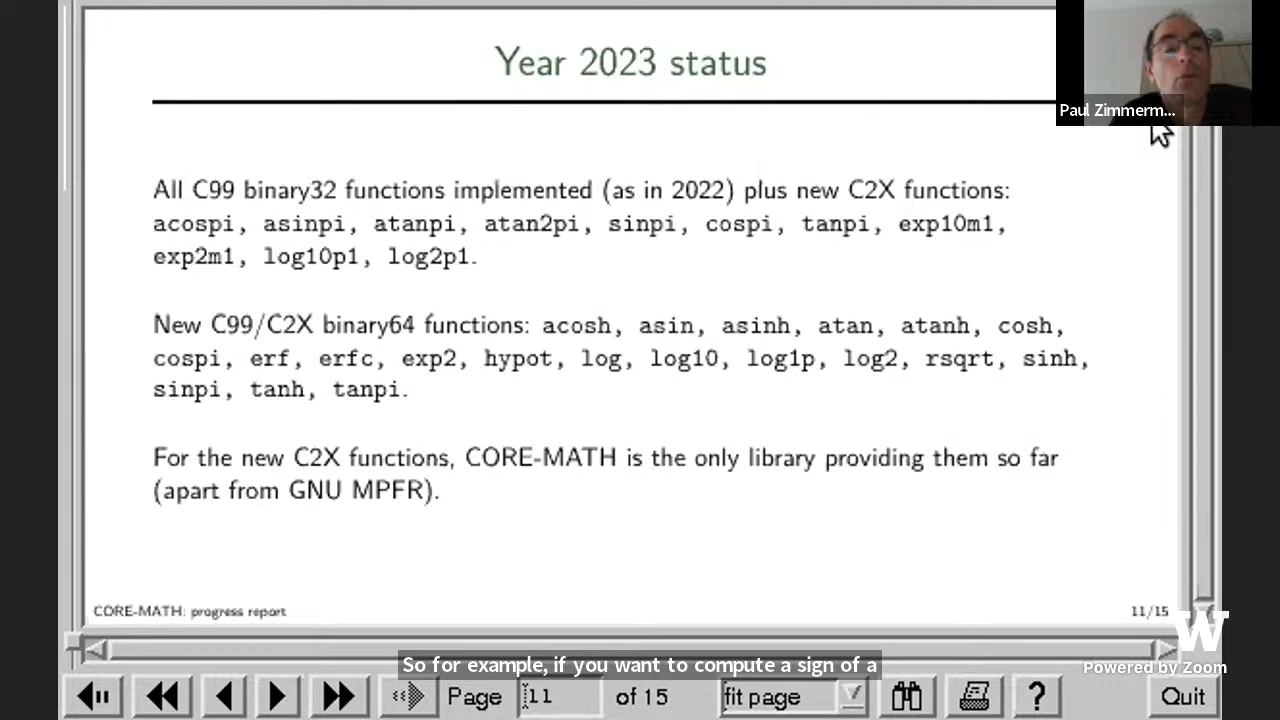 Year 2023 status
Paul Zimmerm...
All C99 binary32 functions implemented (as in 2022) plus new C2X functions:
acospi, asinpi, atanpi, atan2pi, sinpi, cospi, tanpi, exp10m1,
exp2m1, log10p1, log2p1.
New C99/C2X binary64 functions: acosh, asin, asinh, atan, atanh, cosh,
cospi, erf, erfc, exp2, hypot, log, log10, log1p, log2, rsqrt, sinh,
sinpi, tanh, tanpi.
For the new C2X functions, CORE-MATH is the only library providing them so far
(apart from GNU MPFR).
CORE-MATH: progress report
11/15
W
Powered by Zoom
So for example, if you want to compute a sign of a
Page 11 of 15 fit page ? Quit